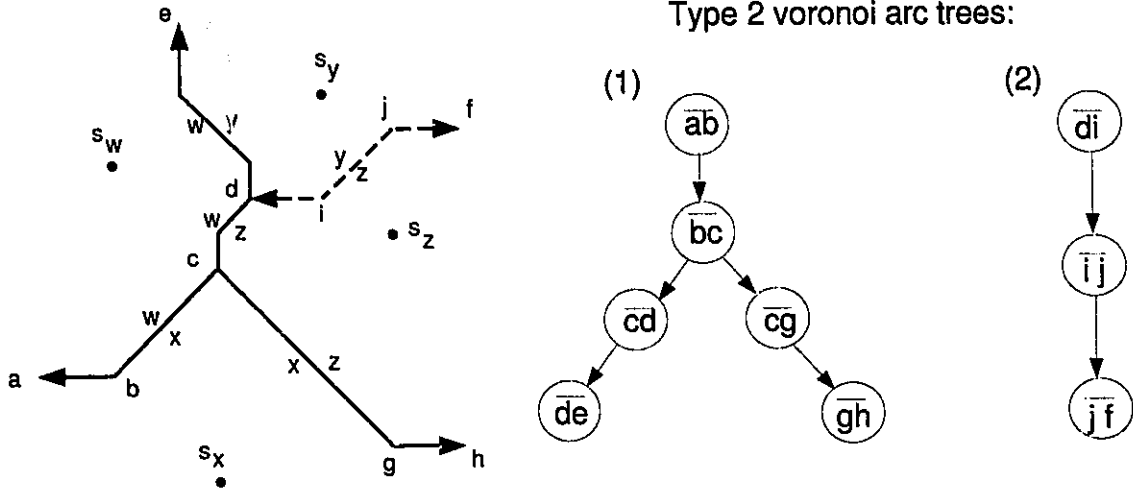 Type 2 voronoi arc trees:
e
s_y
(1)
(2)
j
f
w y
ab
di
s_w
y
z
d
i
w
z
s_z
bc
c
ij
w
x
cd
cg
x
z
a
b
de
gh
jf
s_x
g
h